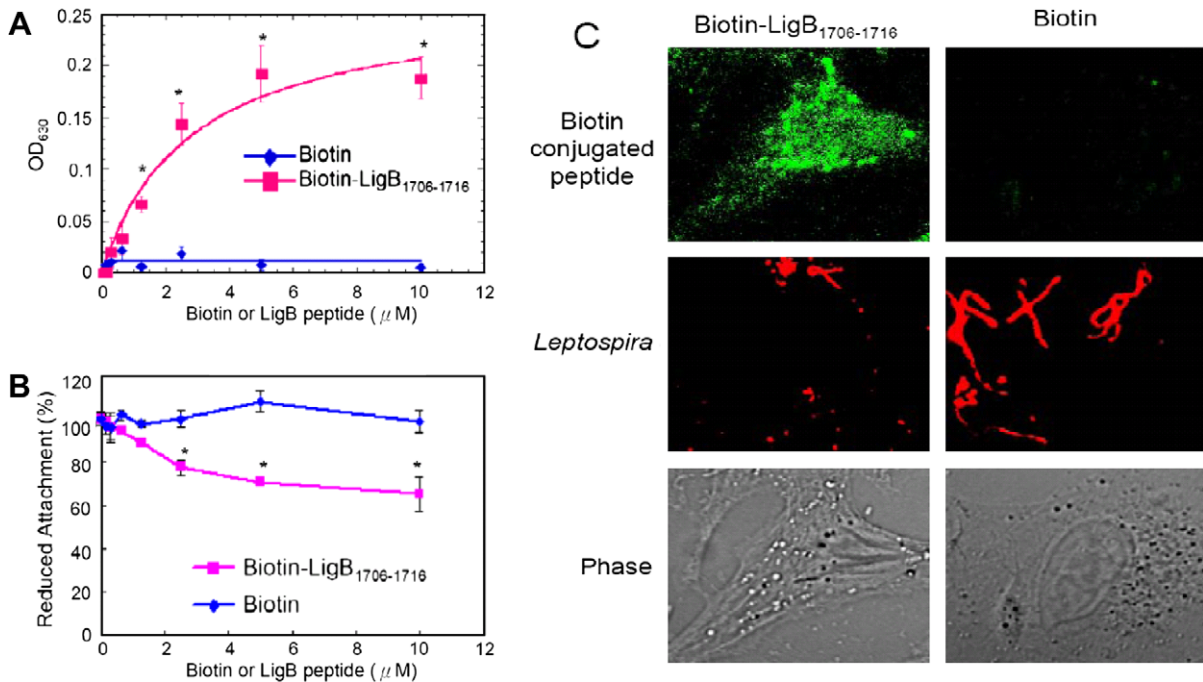 A
0.25
0.2
0.15
0.1
0.05
0
OD630
Biotin
Biotin-LigB1706-1716
*
*
*
*
0 2 4 6 8 10 12
Biotin or LigB peptide (μM)
B
120
100
80
60
40
20
0
Reduced Attachment (%)
*
*
*
Biotin-LigB1706-1716
Biotin
0 2 4 6 8 10 12
Biotin or LigB peptide (μM)
C
Biotin-LigB1706-1716
Biotin
Biotin
conjugated
peptide
Leptospira
Phase